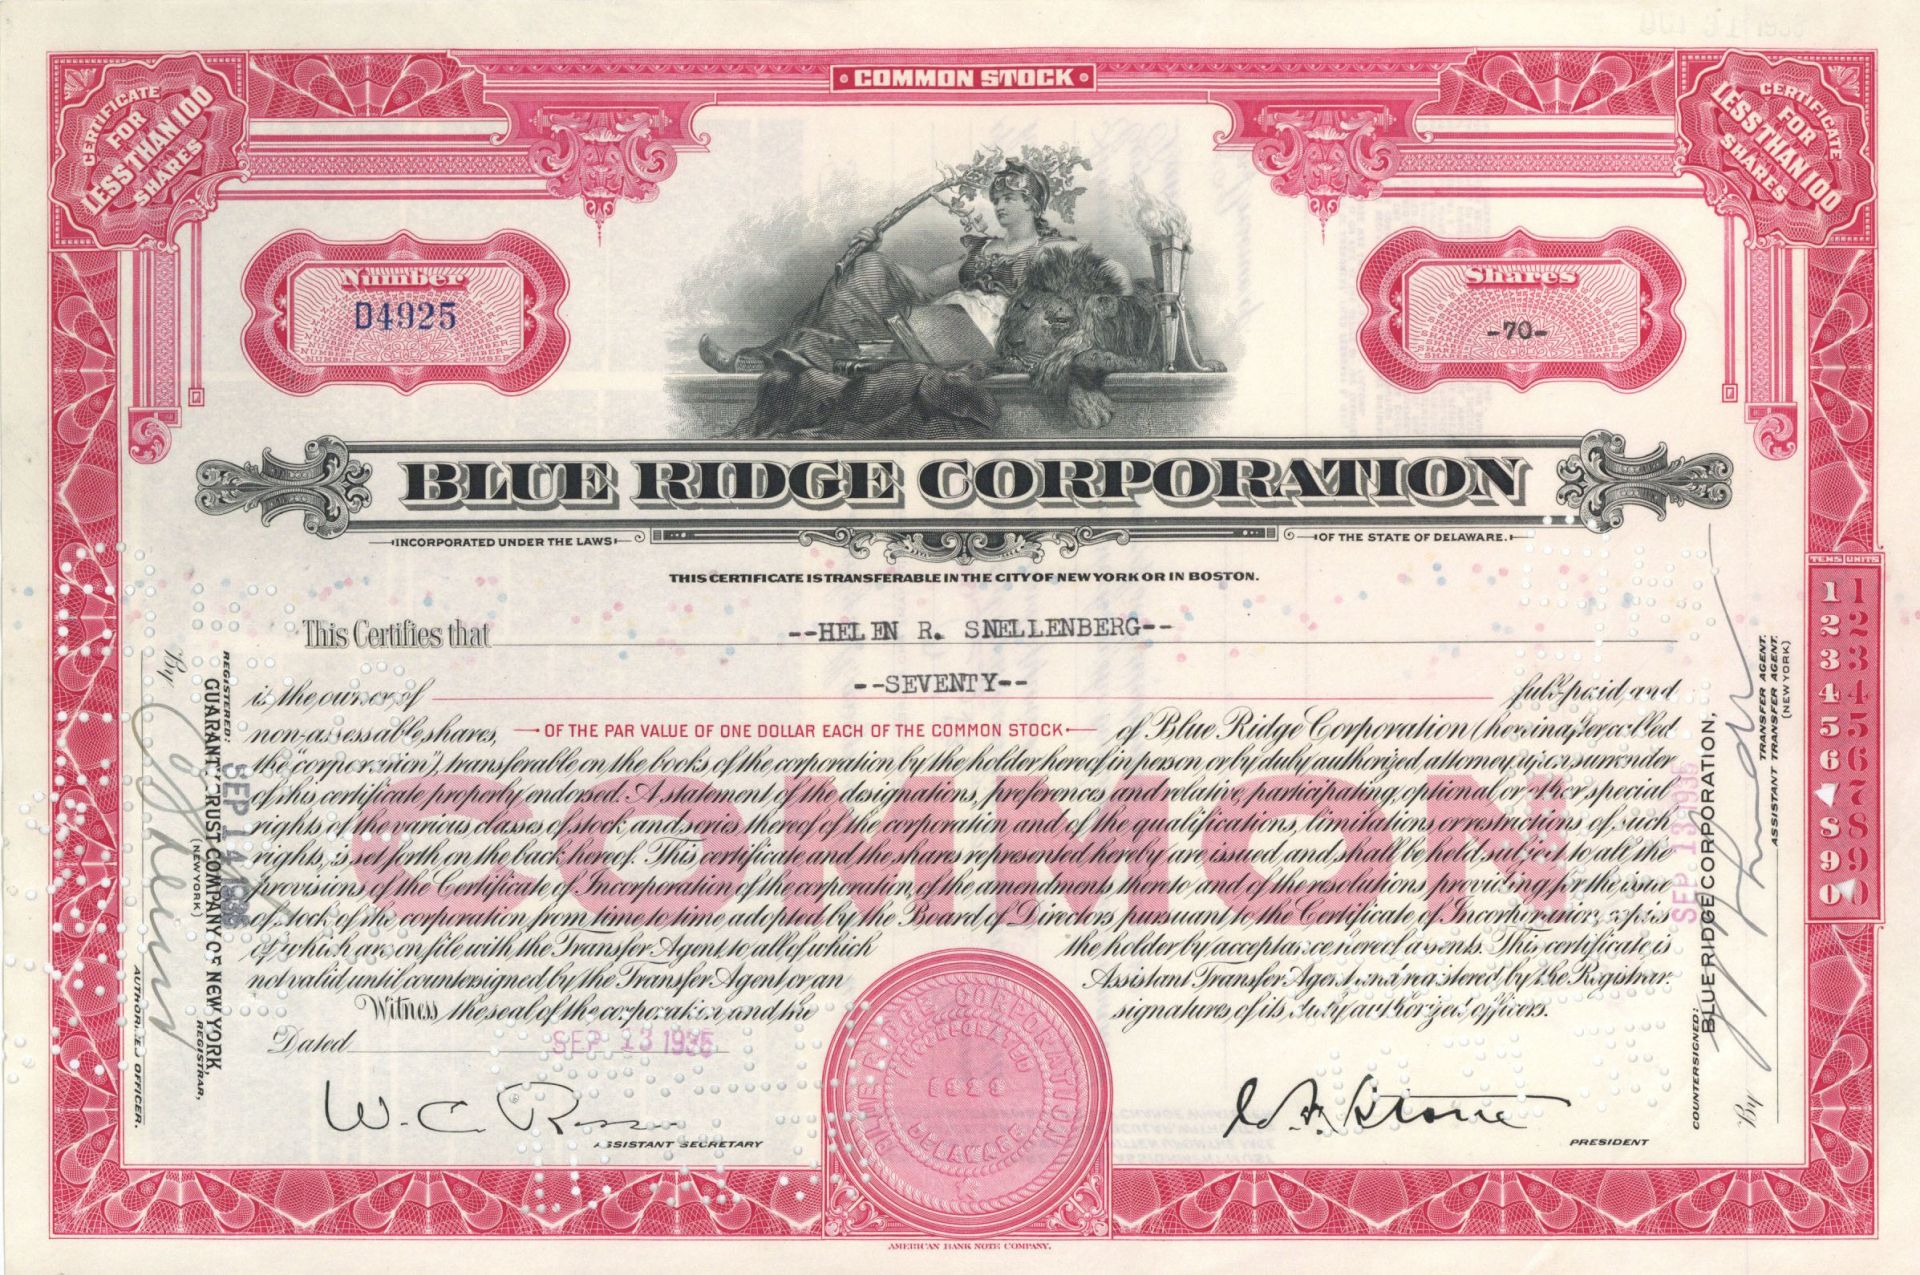 COMMON STOCK
CERTIFICATE
FOR
LESS THAN 100
SHARES
CERTIFICATE
FOR
LESS THAN 100
SHARES
Number
D4925
Shares
-70-
BLUE RIDGE CORPORATION
INCORPORATED UNDER THE LAWS OF THE STATE OF DELAWARE.
THIS CERTIFICATE IS TRANSFERABLE IN THE CITY OF NEW YORK OR IN BOSTON.
This Certifies that --HELEN R. SNELLENBERG--
is the owner of --SEVENTY-- full-paid and
non-assessable shares, OF THE PAR VALUE OF ONE DOLLAR EACH OF THE COMMON STOCK of Blue Ridge Corporation (hereinafter called
the "corporation"), transferable on the books of the corporation by the holder hereof in person or by duly authorized attorney upon surrender
of this certificate properly endorsed. A statement of the designations, preferences and relative, participating, optional or other special
rights of the various classes of stock and series thereof of the corporation and of the qualifications, limitations or restrictions of such
rights, is set forth on the back hereof. This certificate and the shares represented hereby are issued and shall be held subject to all the
provisions of the Certificate of Incorporation of the corporation, of the amendments thereto and of the resolutions providing for the issue
of stock of the corporation from time to time adopted by the Board of Directors pursuant to the Certificate of Incorporation, copies
of which are on file with the Transfer Agent, to all of which the holder by acceptance hereof assents. This certificate is
not valid until countersigned by the Transfer Agent or an Assistant Transfer Agent and registered by the Registrar.
Witness the seal of the corporation and the signatures of its duly authorized officers.
COMMON
Dated SEP 13 1935
W. C. Ross
ASSISTANT SECRETARY
PRESIDENT
BLUE RIDGE CORPORATION
INCORPORATED
DELAWARE
REGISTERED:
GUARANTY TRUST COMPANY OF NEW YORK,
(NEW YORK) REGISTRAR,
SEP 14 1935
By
AUTHORIZED OFFICER.
COUNTERSIGNED:
BLUE RIDGE CORPORATION,
SEP 13 1935
By
TRANSFER AGENT.
ASSISTANT TRANSFER AGENT.
(NEW YORK)
TENS UNITS
1 1
2 2
3 3
4 4
5 5
6 6
7
8 8
9 9
0 0
AMERICAN BANK NOTE COMPANY.